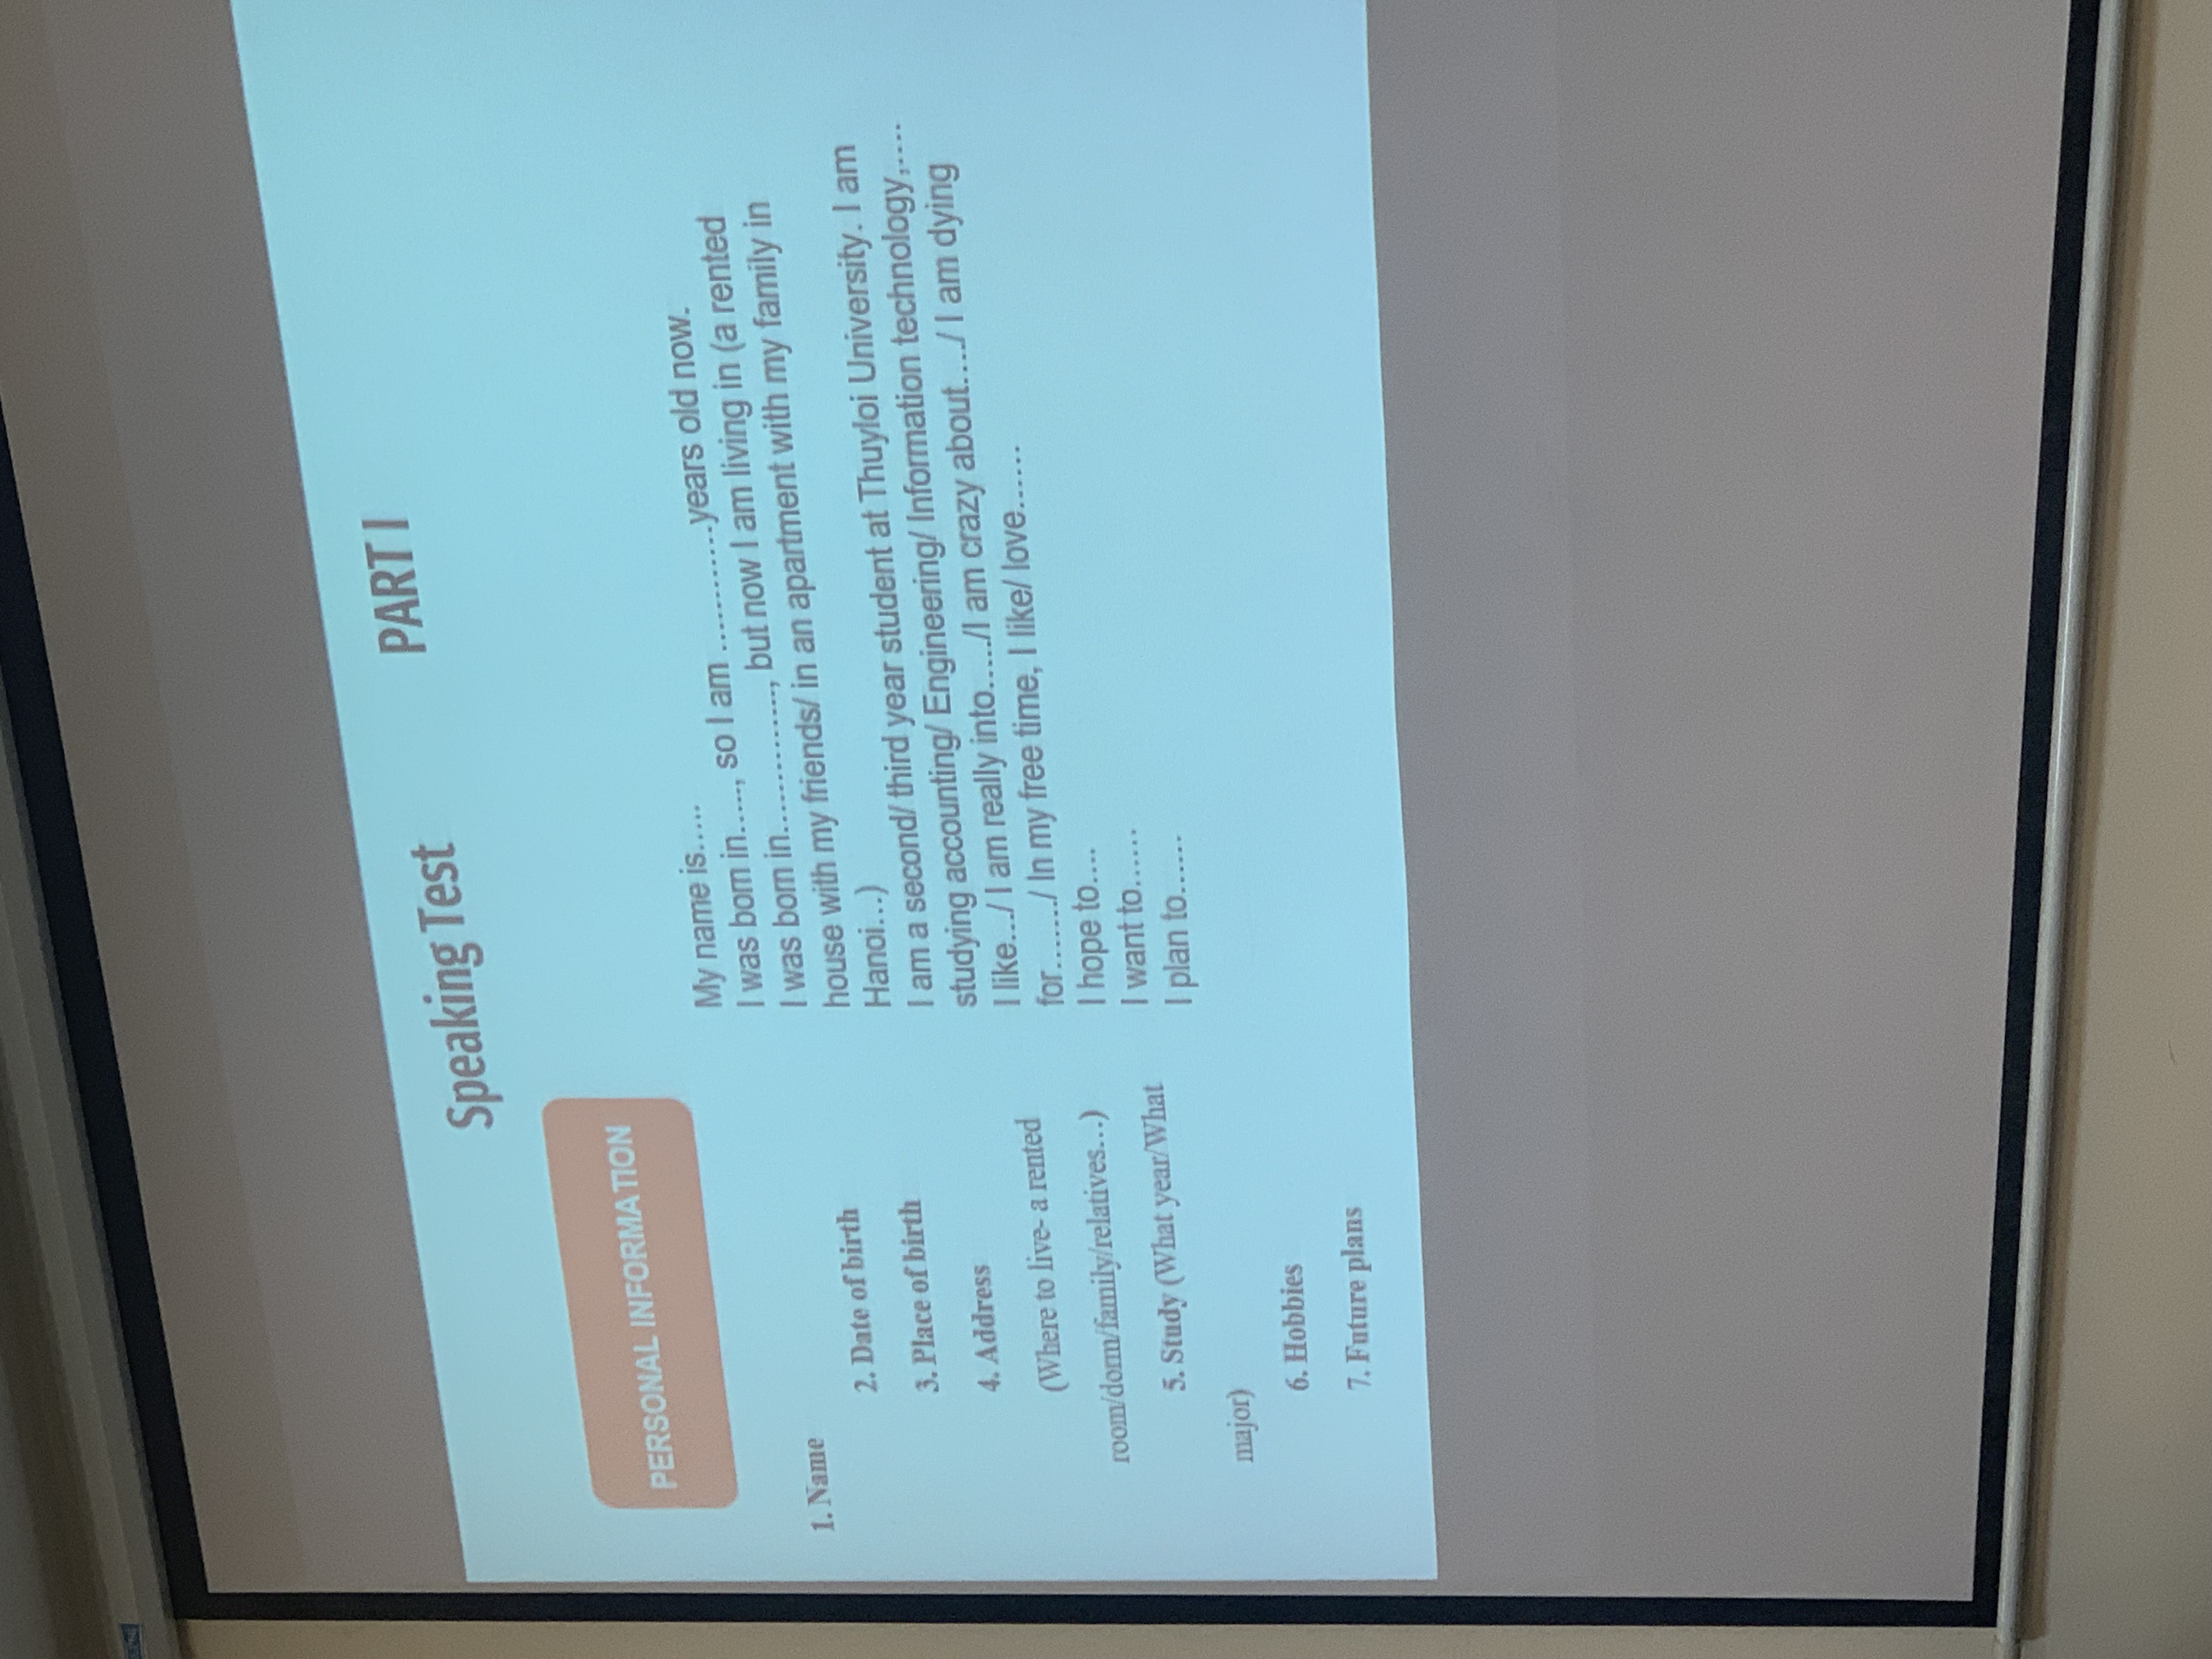 Speaking Test
PART I
PERSONAL INFORMATION
1. Name
2. Date of birth
3. Place of birth
4. Address
(Where to live- a rented
room/dorm/family/relatives...)
5. Study (What year/What
major)
6. Hobbies
7. Future plans
My name is.....
I was born in....., so I am ............years old now.
I was born in.............., but now I am living in (a rented
house with my friends/ in an apartment with my family in
Hanoi...)
I am a second/ third year student at Thuyloi University. I am
studying accounting/ Engineering/ Information technology,....
I like.../ I am really into...../I am crazy about..../ I am dying
for......./ In my free time, I like/ love......
I hope to....
I want to......
I plan to......